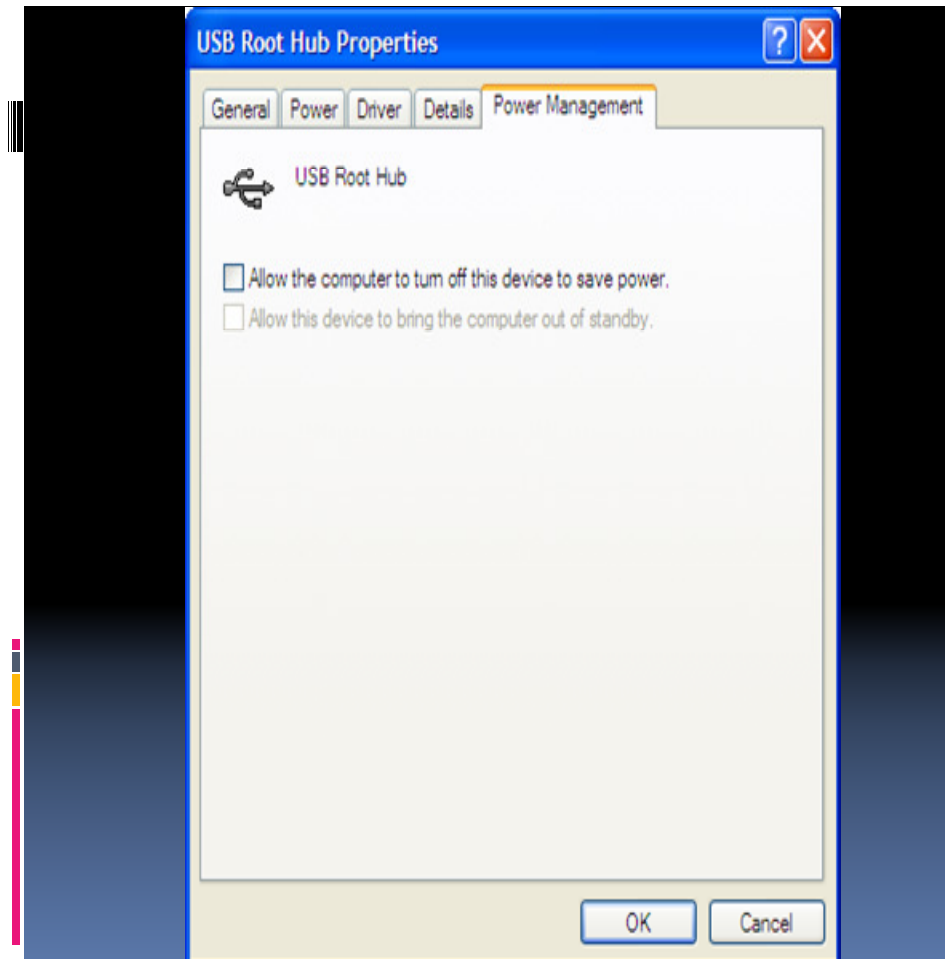 USB Root Hub Properties
General Power Driver Details Power Management
USB Root Hub
Allow the computer to turn off this device to save power.
Allow this device to bring the computer out of standby.
OK Cancel